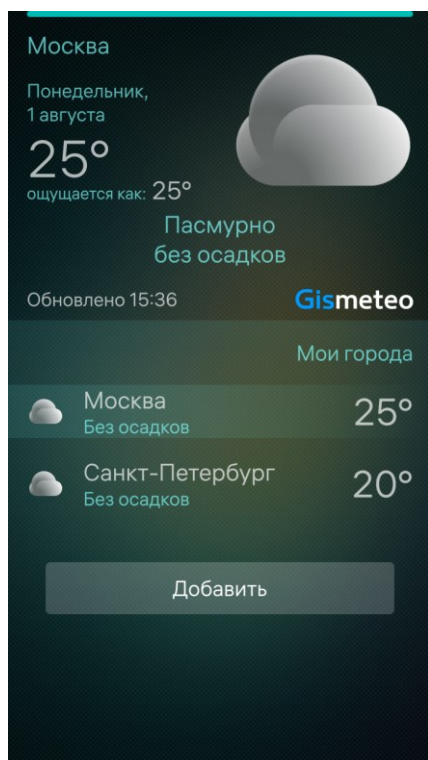 Москва
Понедельник,
1 августа
25°
ощущается как: 25°
Пасмурно
без осадков
Обновлено 15:36
Gismeteo
Мои города
Москва
Без осадков
25°
Санкт-Петербург
Без осадков
20°
Добавить